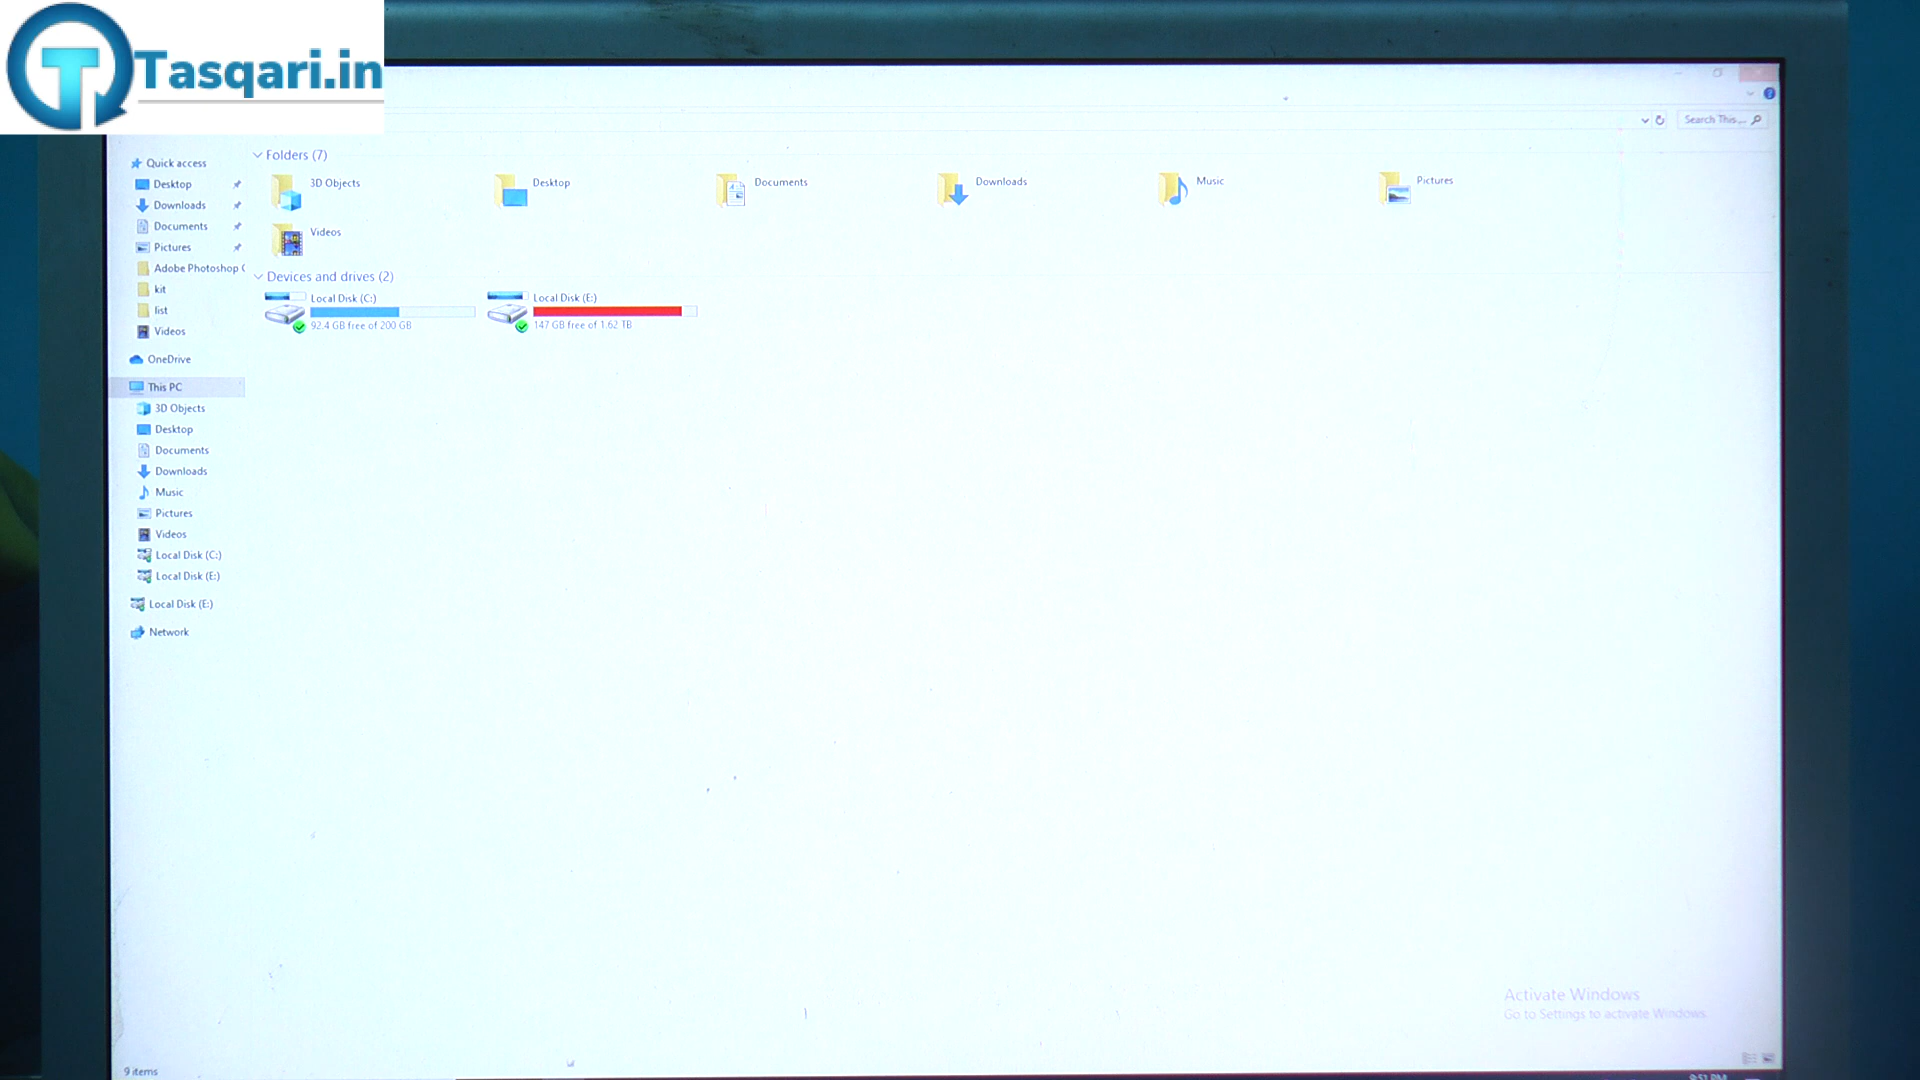 Tasqari.in
Search This...
Quick access
Desktop
Downloads
Documents
Pictures
Adobe Photoshop C
kit
list
Videos
OneDrive
This PC
3D Objects
Desktop
Documents
Downloads
Music
Pictures
Videos
Local Disk (C:)
Local Disk (E:)
Local Disk (E:)
Network
Folders (7)
3D Objects
Desktop
Documents
Downloads
Music
Pictures
Videos
Devices and drives (2)
Local Disk (C:)
92.4 GB free of 200 GB
Local Disk (E:)
147 GB free of 1.62 TB
Activate Windows
Go to Settings to activate Windows.
9 items
9:51 PM